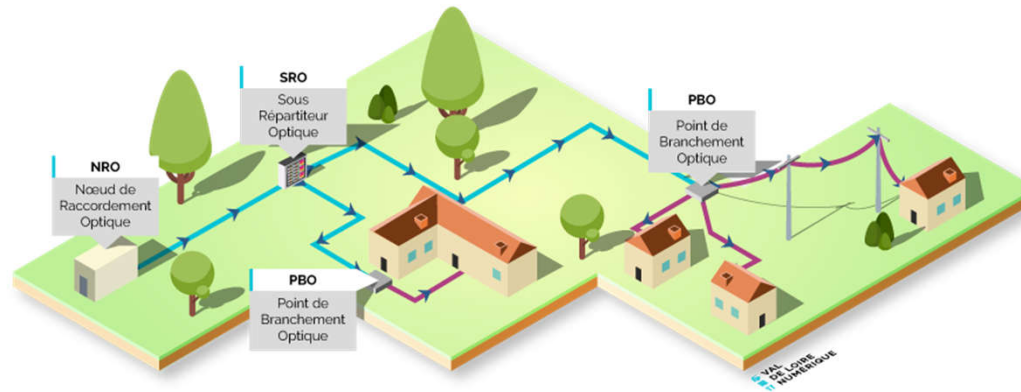 SRO
Sous
Répartiteur
Optique
PBO
Point de
Branchement
Optique
NRO
Nœud de
Raccordement
Optique
PBO
Point de
Branchement
Optique
VAL
DE LOIRE
NUMÉRIQUE